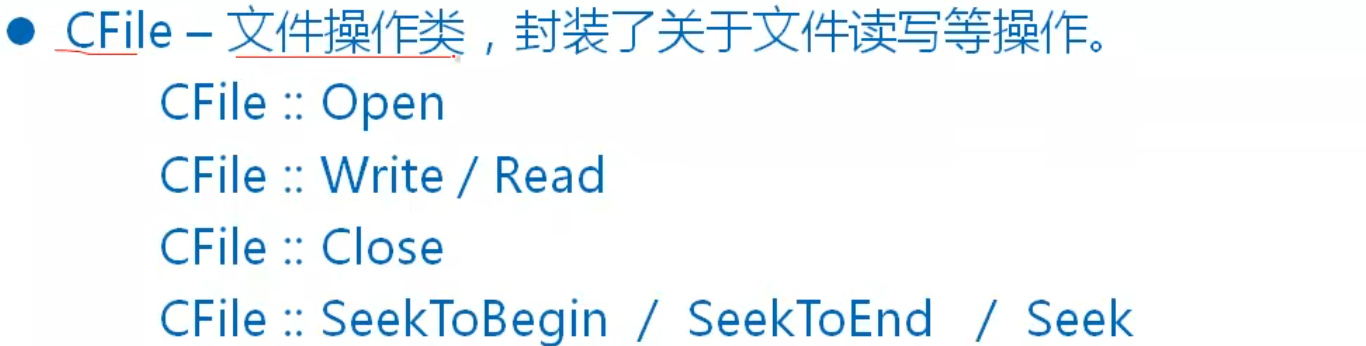 ● CFile – 文件操作类，封装了关于文件读写等操作。
CFile :: Open
CFile :: Write / Read
CFile :: Close
CFile :: SeekToBegin / SeekToEnd / Seek